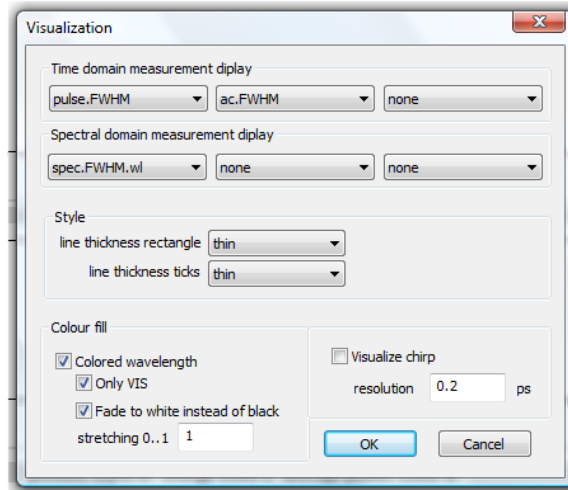 Visualization
Time domain measurement diplay
pulse.FWHM ac.FWHM none
Spectral domain measurement diplay
spec.FWHM.wl none none
Style
line thickness rectangle thin
line thickness ticks thin
Colour fill
Colored wavelength
Only VIS
Fade to white instead of black
stretching 0..1 1
Visualize chirp
resolution 0.2 ps
OK Cancel